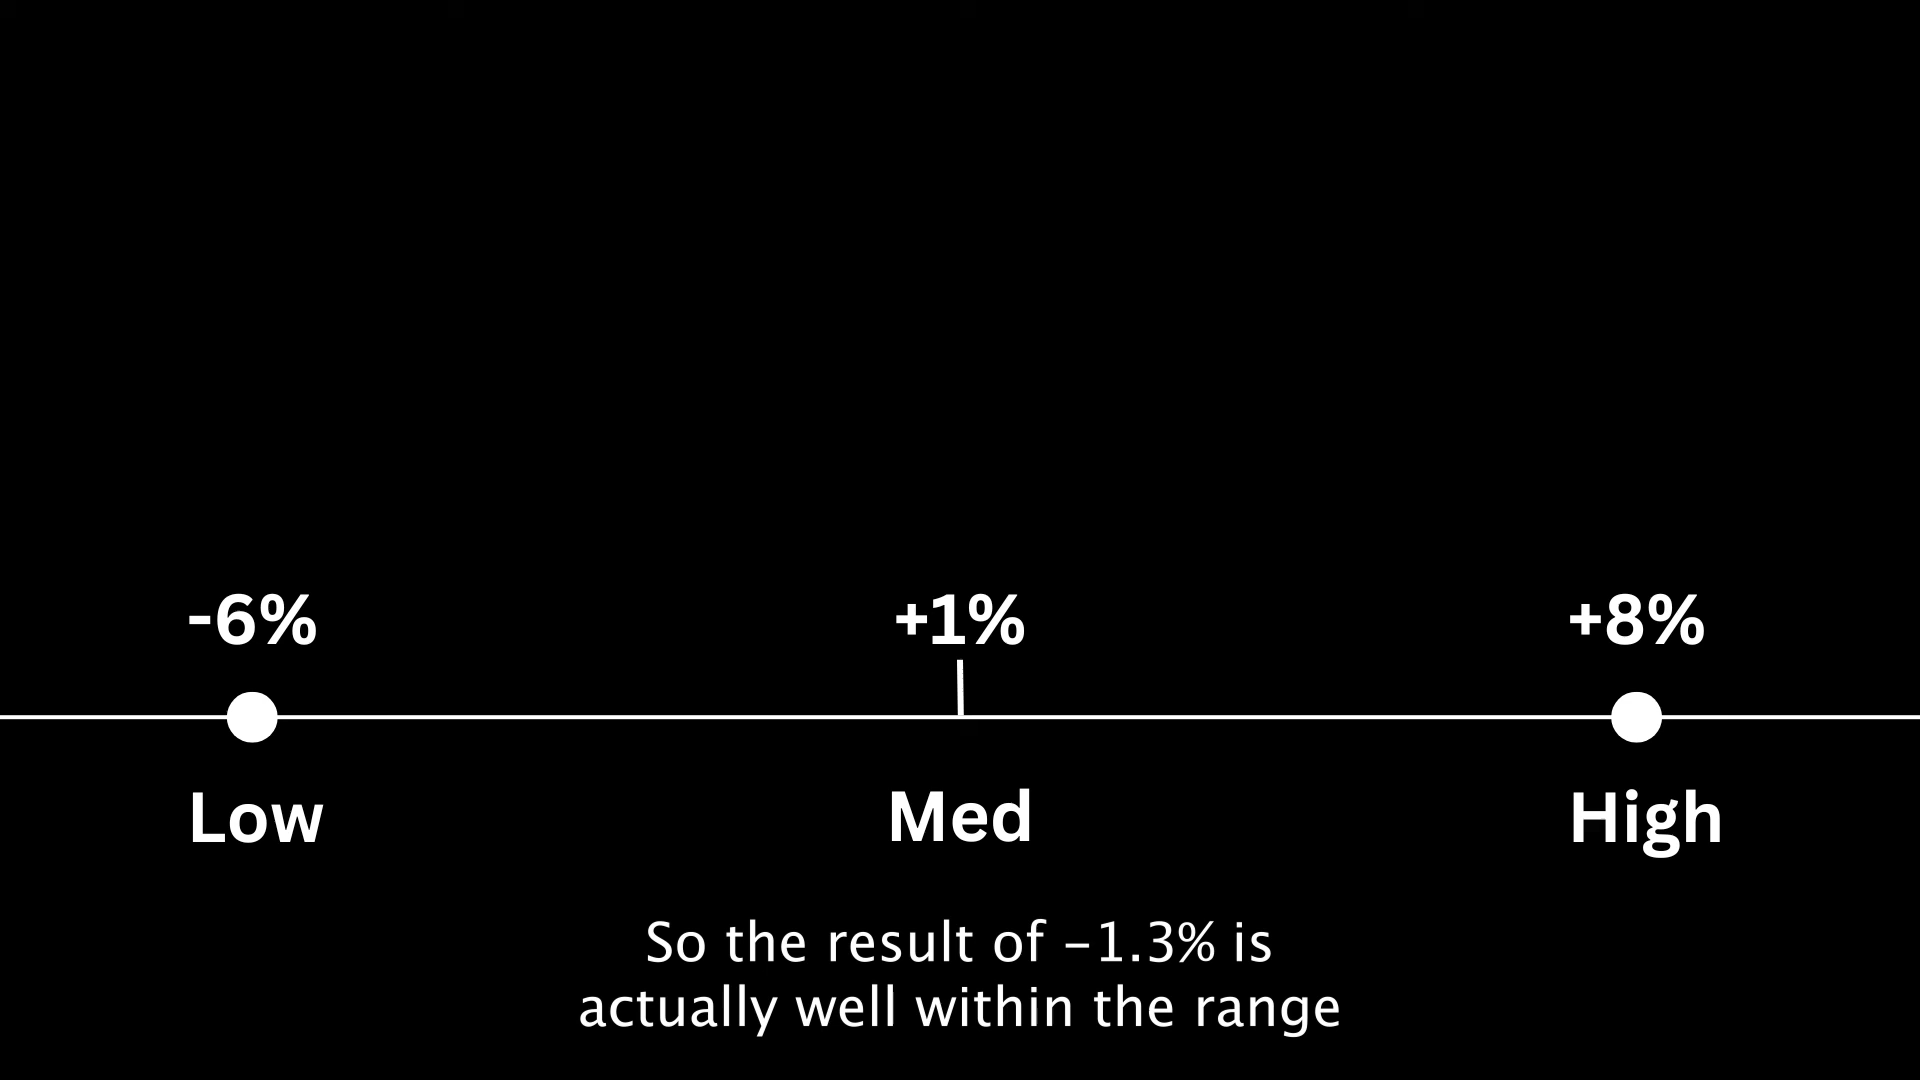 -6%
+1%
+8%
Low
Med
High
So the result of –1.3% is
actually well within the range